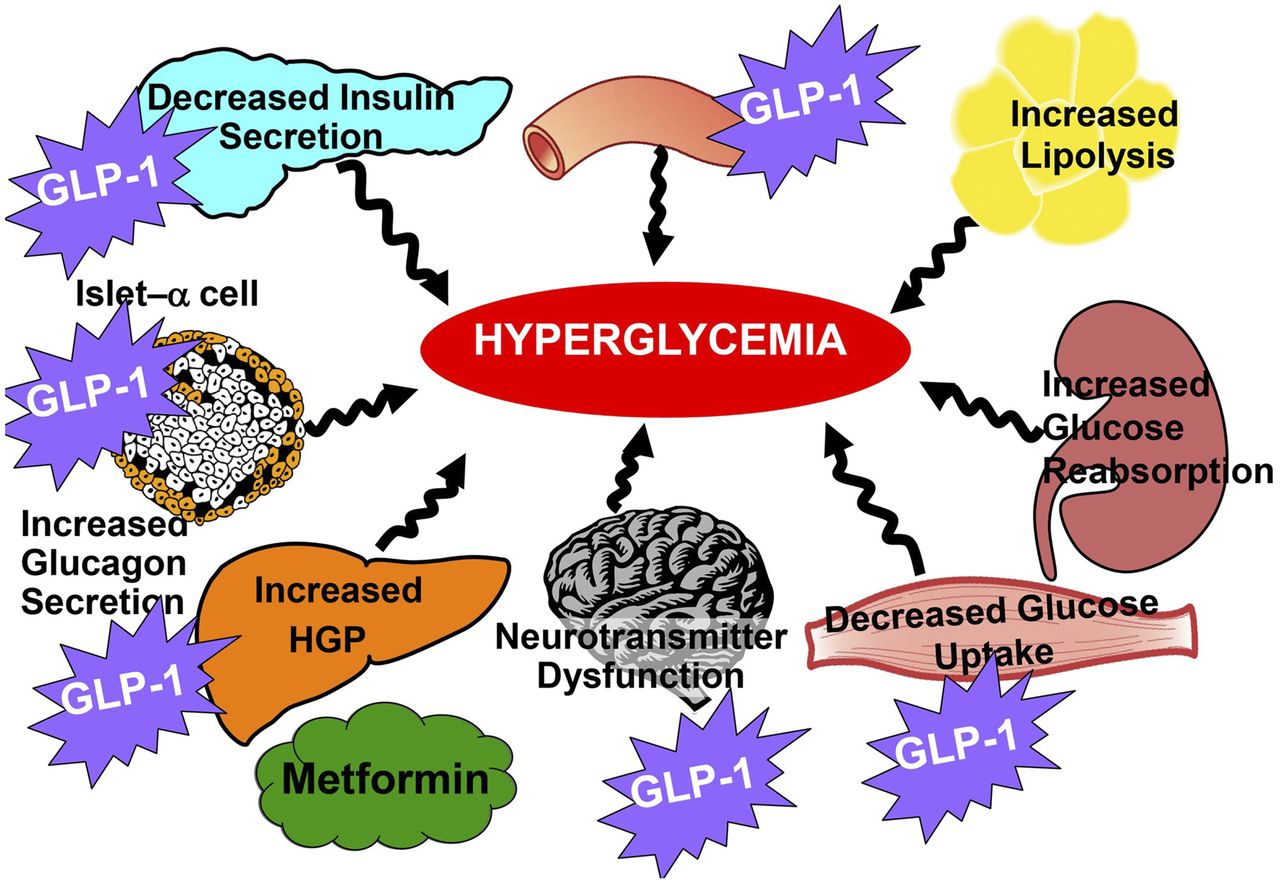 Decreased Insulin
Secretion
GLP-1
GLP-1
Increased
Lipolysis
Islet–α cell
GLP-1
HYPERGLYCEMIA
Increased
Glucose
Reabsorption
Increased
Glucagon
Secretion
Increased
HGP
GLP-1
Metformin
Neurotransmitter
Dysfunction
GLP-1
Decreased Glucose
Uptake
GLP-1